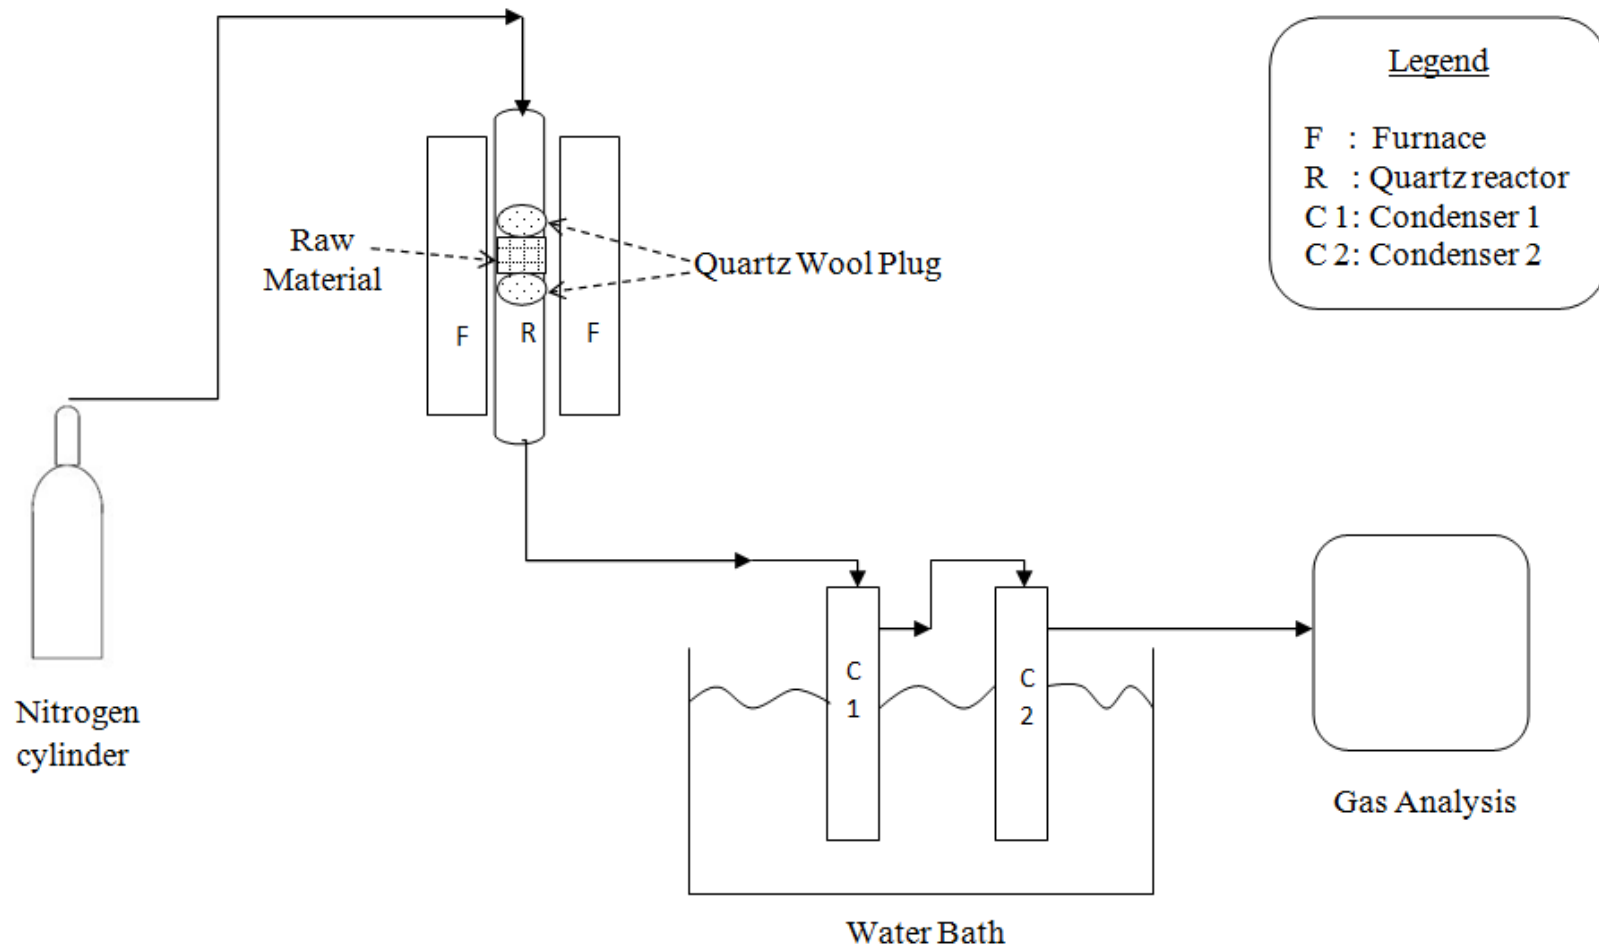 Legend
F : Furnace
R : Quartz reactor
C 1: Condenser 1
C 2: Condenser 2
Raw
Material
Quartz Wool Plug
F
R
F
Nitrogen
cylinder
C
1
C
2
Gas Analysis
Water Bath